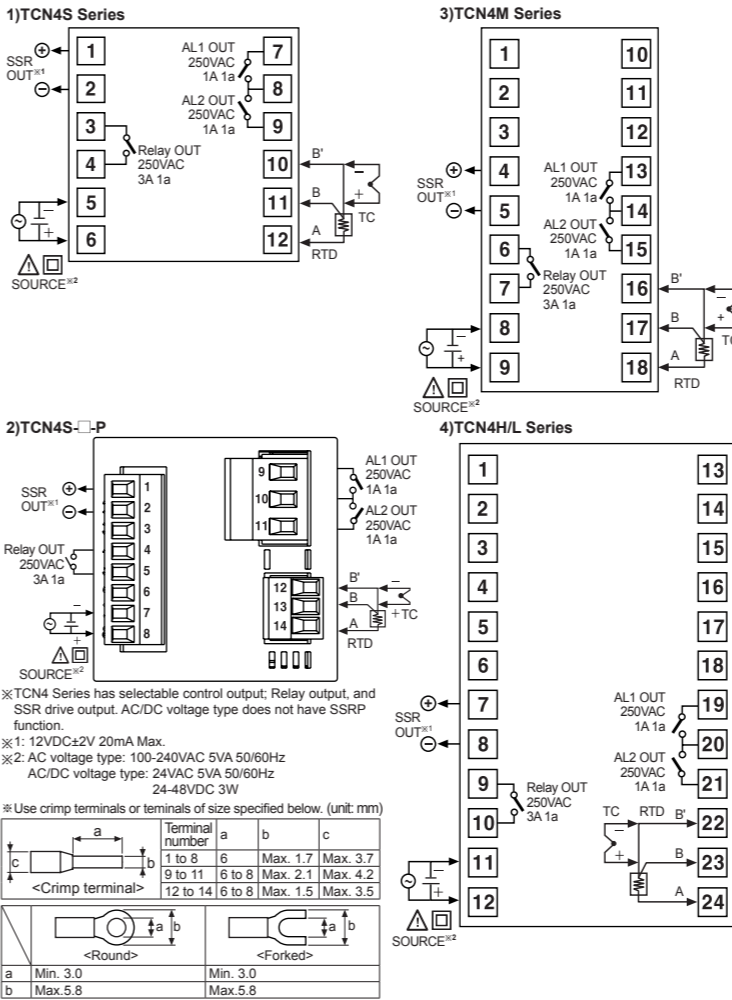 1)TCN4S Series
SSR
OUT※1
⊕
⊖
1
2
3
4
5
6
Relay OUT
250VAC
3A 1a
−
+
SOURCE※2
AL1 OUT
250VAC
1A 1a
AL2 OUT
250VAC
1A 1a
7
8
9
10
11
12
B'
B
A
−
+
TC
RTD
3)TCN4M Series
1
2
3
4
5
6
7
8
9
SSR
OUT※1
⊕
⊖
Relay OUT
250VAC
3A 1a
−
+
SOURCE※2
AL1 OUT
250VAC
1A 1a
AL2 OUT
250VAC
1A 1a
10
11
12
13
14
15
16
17
18
B'
B
A
−
+
RTD
2)TCN4S-□-P
SSR
OUT※1
⊕
⊖
Relay OUT
250VAC
3A 1a
−
+
SOURCE※2
1
2
3
4
5
6
7
8
9
10
11
AL1 OUT
250VAC
1A 1a
AL2 OUT
250VAC
1A 1a
12
13
14
B'
B
A
−
+TC
RTD
※TCN4 Series has selectable control output; Relay output, and
SSR drive output. AC/DC voltage type does not have SSRP
function.
※1: 12VDC±2V 20mA Max.
※2: AC voltage type: 100-240VAC 5VA 50/60Hz
AC/DC voltage type: 24VAC 5VA 50/60Hz
24-48VDC 3W
※Use crimp terminals or teminals of size specified below. (unit: mm)
a
c
b
<Crimp terminal>
Terminal number a b c
1 to 8 6 Max. 1.7 Max. 3.7
9 to 11 6 to 8 Max. 2.1 Max. 4.2
12 to 14 6 to 8 Max. 1.5 Max. 3.5
a b
<Round>
a b
<Forked>
a Min. 3.0 Min. 3.0
b Max.5.8 Max.5.8
4)TCN4H/L Series
1
2
3
4
5
6
7
8
9
10
11
12
SSR
OUT※1
⊕
⊖
Relay OUT
250VAC
3A 1a
−
+
SOURCE※2
13
14
15
16
17
18
19
20
21
22
23
24
AL1 OUT
250VAC
1A 1a
AL2 OUT
250VAC
1A 1a
TC RTD B'
−
+
B
A